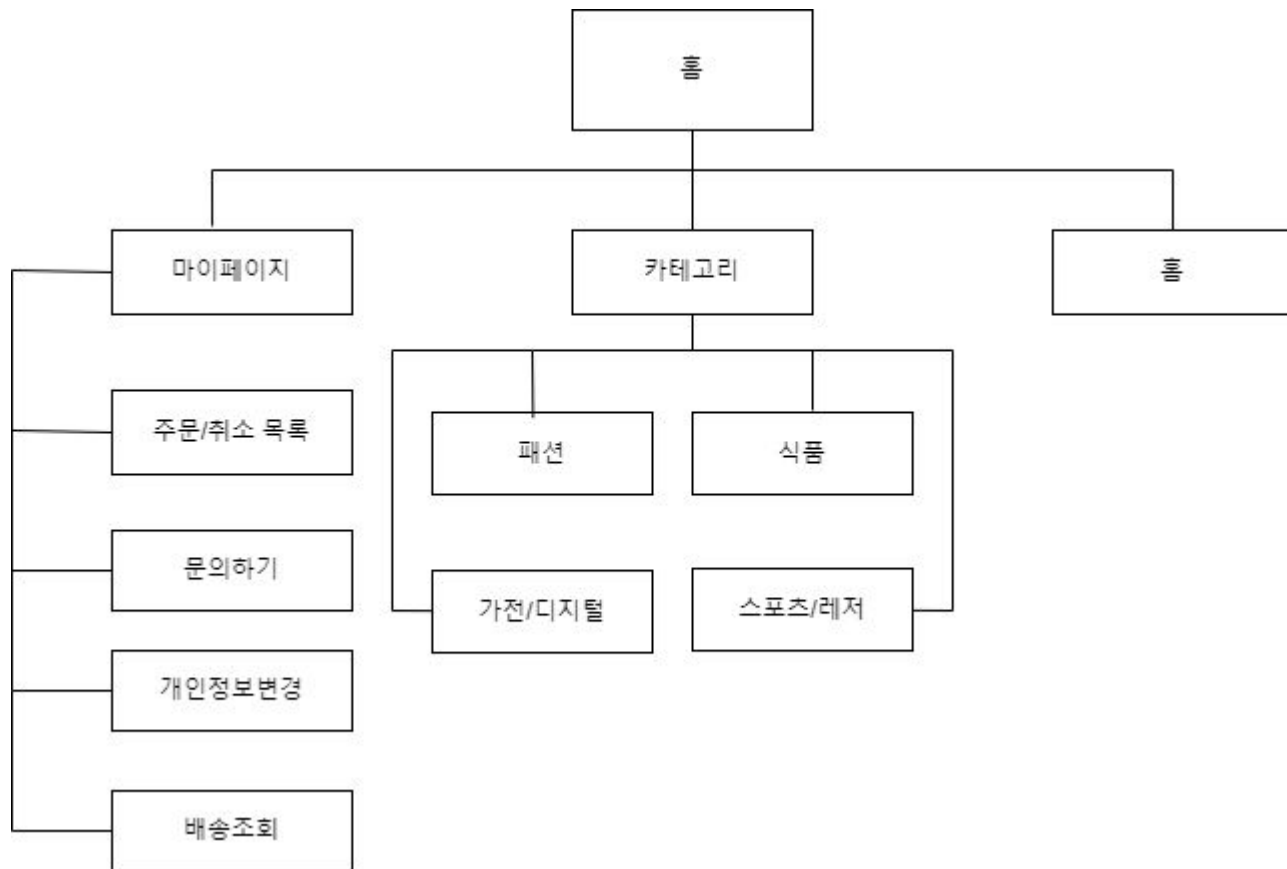 홈
마이페이지
카테고리
홈
주문/취소 목록
패션
식품
문의하기
가전/디지털
스포츠/레저
개인정보변경
배송조회